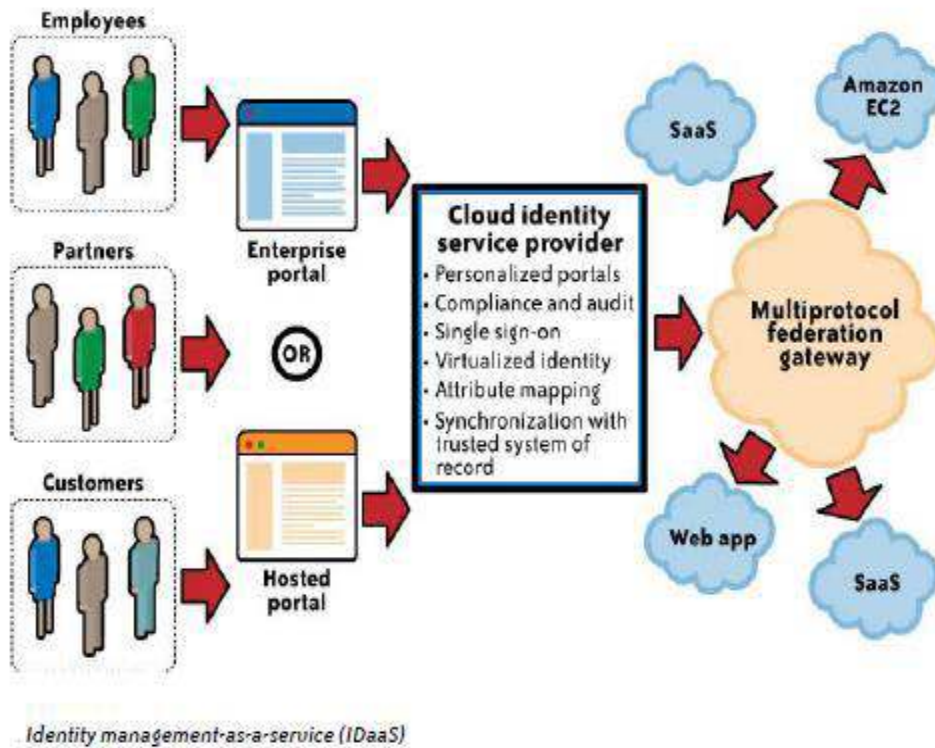 Employees
Partners
Customers
Enterprise
portal
OR
Hosted
portal
Cloud identity
service provider
• Personalized portals
• Compliance and audit
• Single sign-on
• Virtualized identity
• Attribute mapping
• Synchronization with
trusted system of
record
SaaS
Amazon
EC2
Multiprotocol
federation
gateway
Web app
SaaS
Identity management-as-a-service (IDaaS)